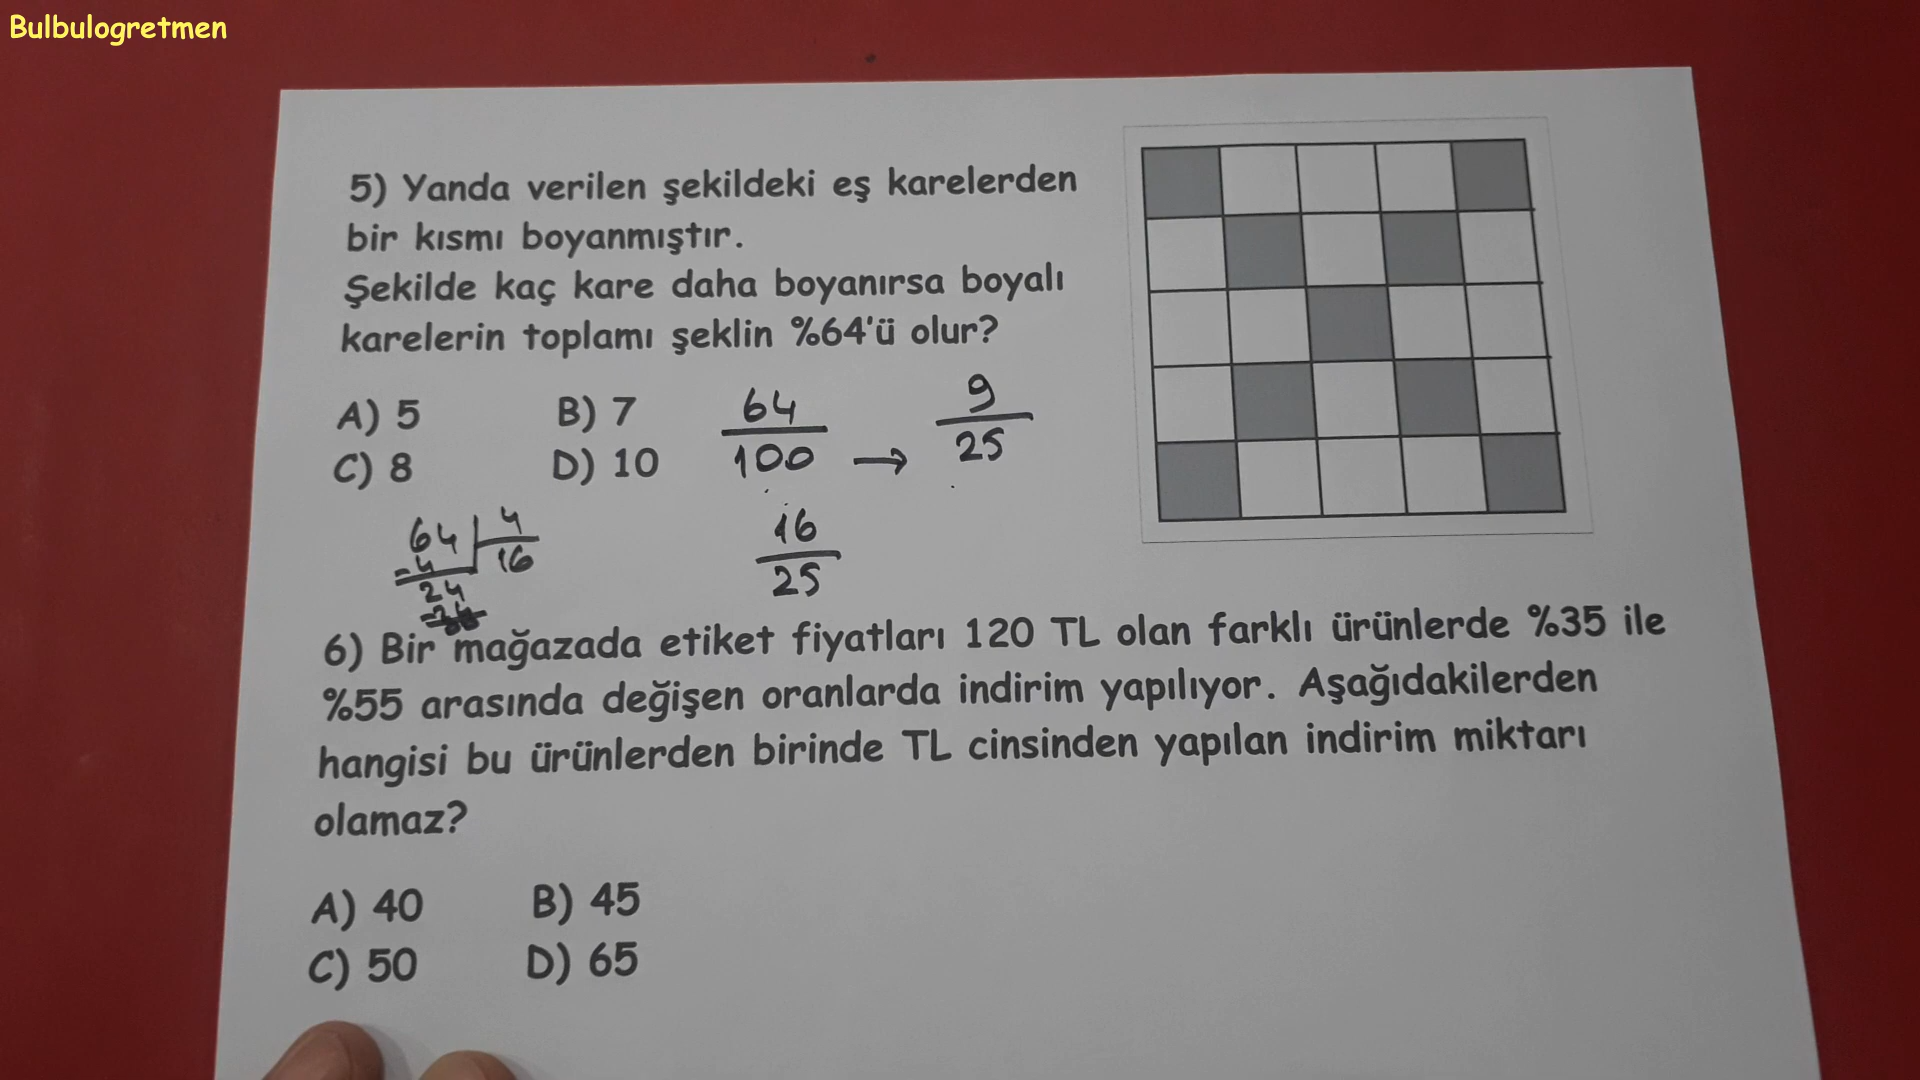 Bulbulogretmen
5) Yanda verilen şekildeki eş karelerden
bir kısmı boyanmıştır.
Şekilde kaç kare daha boyanırsa boyalı
karelerin toplamı şeklin %64'ü olur?
A) 5 B) 7
C) 8 D) 10
64
100 → 9
25
16
25
64 4
-4 16
24
6) Bir mağazada etiket fiyatları 120 TL olan farklı ürünlerde %35 ile
%55 arasında değişen oranlarda indirim yapılıyor. Aşağıdakilerden
hangisi bu ürünlerden birinde TL cinsinden yapılan indirim miktarı
olamaz?
A) 40 B) 45
C) 50 D) 65